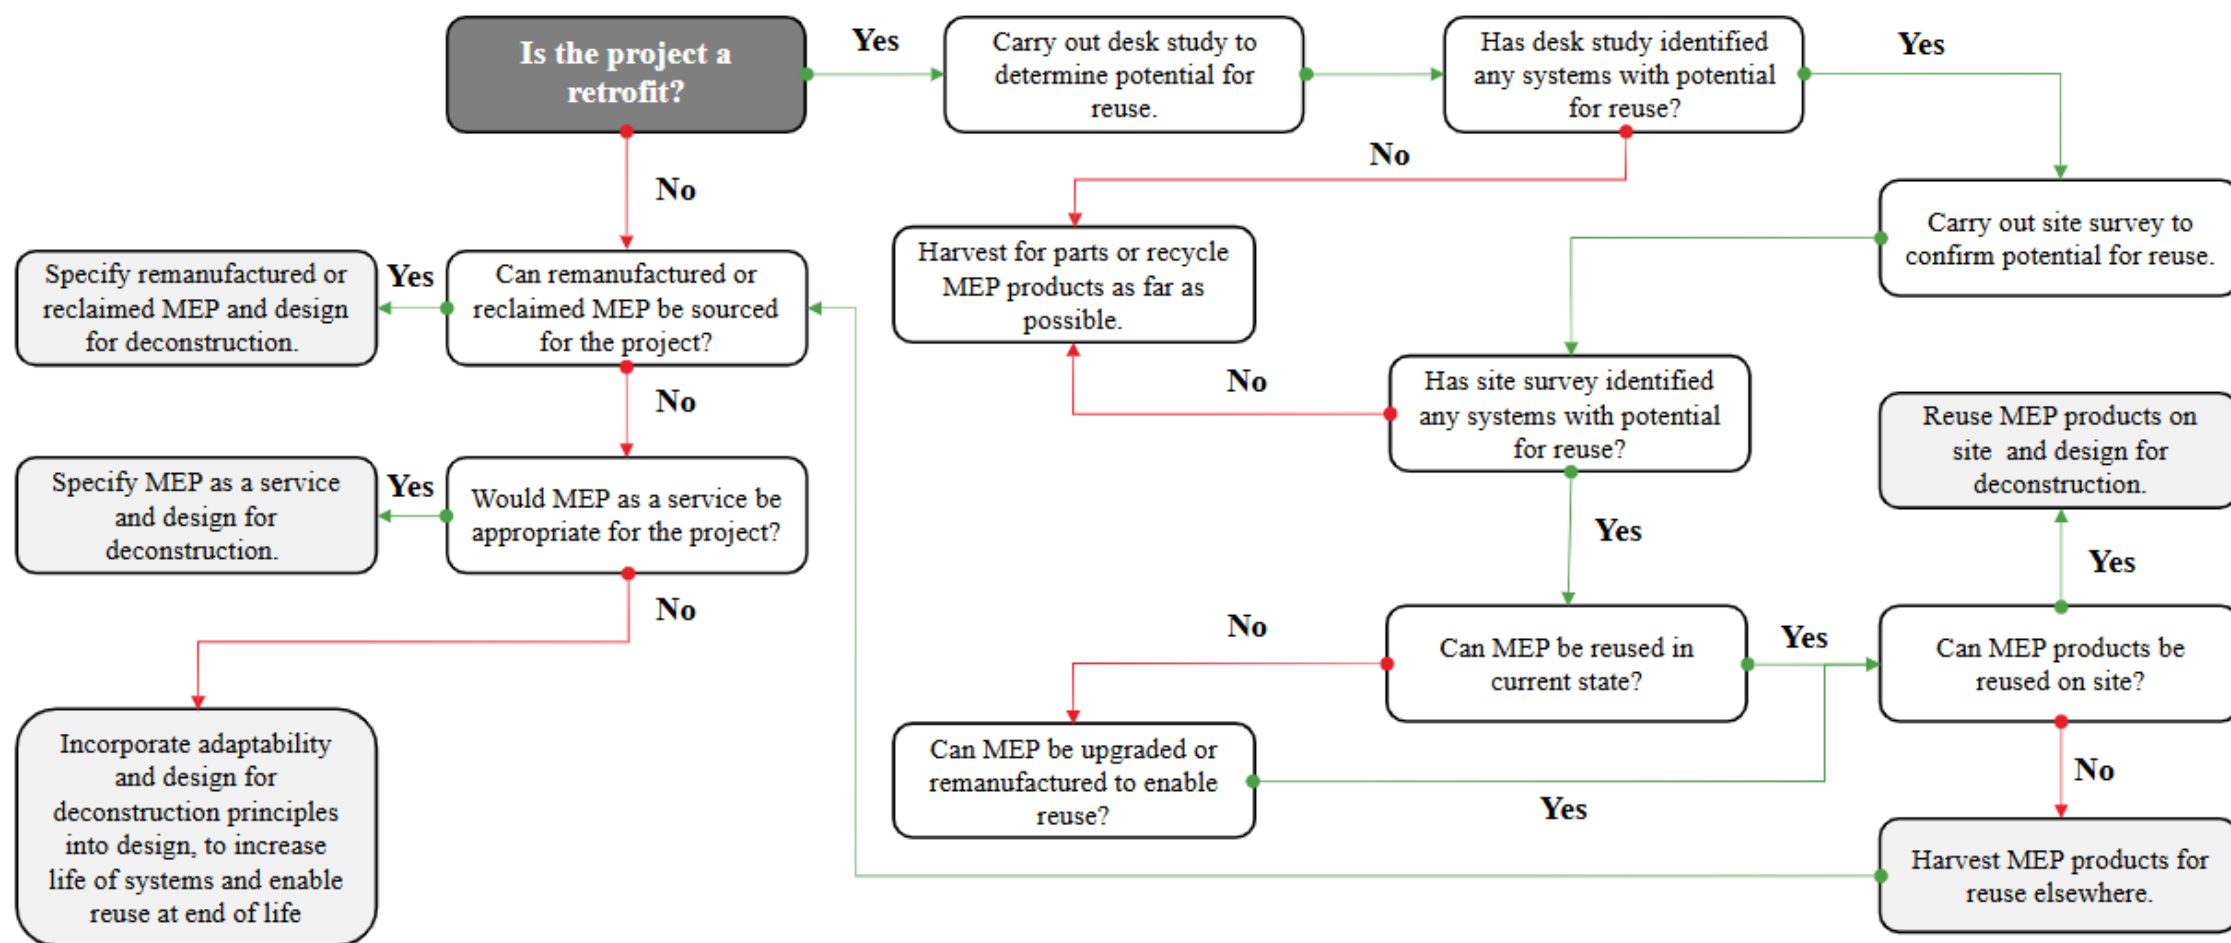 Is the project a
retrofit?
Yes
Carry out desk study to
determine potential for
reuse.
Has desk study identified
any systems with potential
for reuse?
Yes
No
No
Carry out site survey to
confirm potential for reuse.
Harvest for parts or recycle
MEP products as far as
possible.
Specify remanufactured or
reclaimed MEP and design
for deconstruction.
Yes
Can remanufactured or
reclaimed MEP be sourced
for the project?
No
No
Has site survey identified
any systems with potential
for reuse?
Reuse MEP products on
site and design for
deconstruction.
Specify MEP as a service
and design for
deconstruction.
Yes
Would MEP as a service be
appropriate for the project?
Yes
Yes
No
No
Can MEP be reused in
current state?
Yes
Can MEP products be
reused on site?
Incorporate adaptability
and design for
deconstruction principles
into design, to increase
life of systems and enable
reuse at end of life
Can MEP be upgraded or
remanufactured to enable
reuse?
Yes
No
Harvest MEP products for
reuse elsewhere.